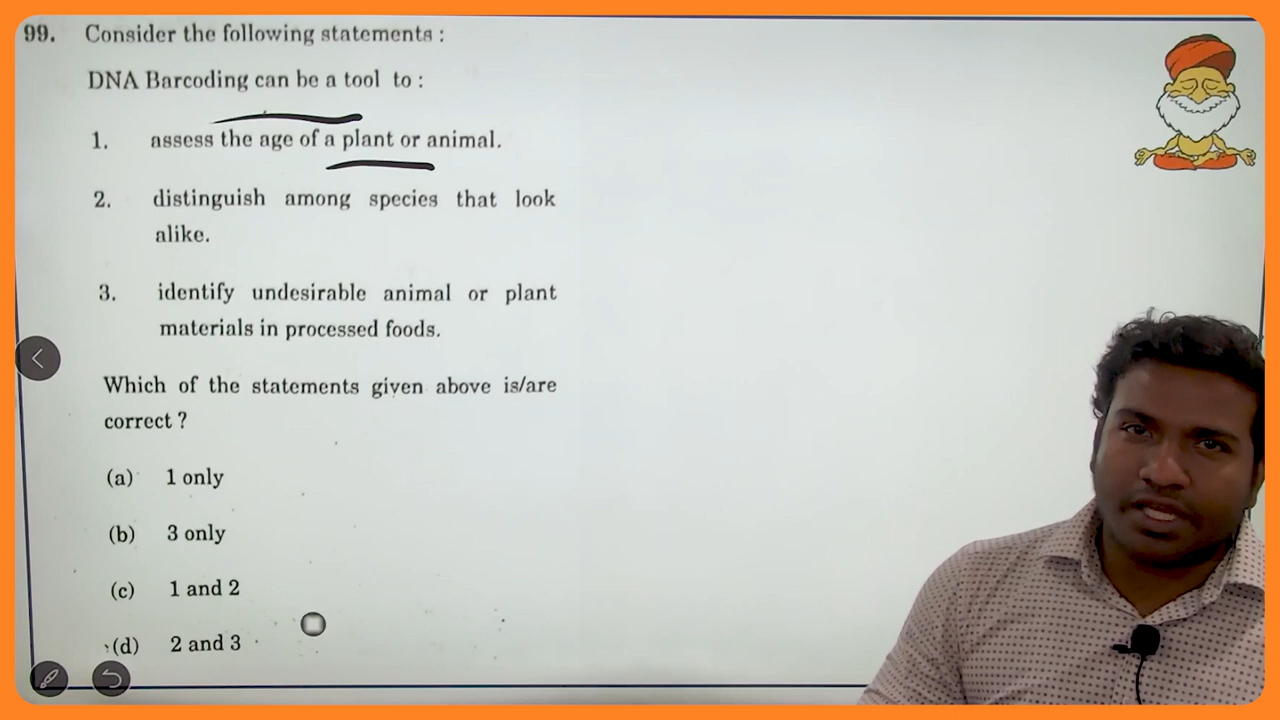 99. Consider the following statements :
DNA Barcoding can be a tool to :
1. assess the age of a plant or animal.
2. distinguish among species that look
alike.
3. identify undesirable animal or plant
materials in processed foods.
Which of the statements given above is/are
correct ?
(a) 1 only
(b) 3 only
(c) 1 and 2
(d) 2 and 3